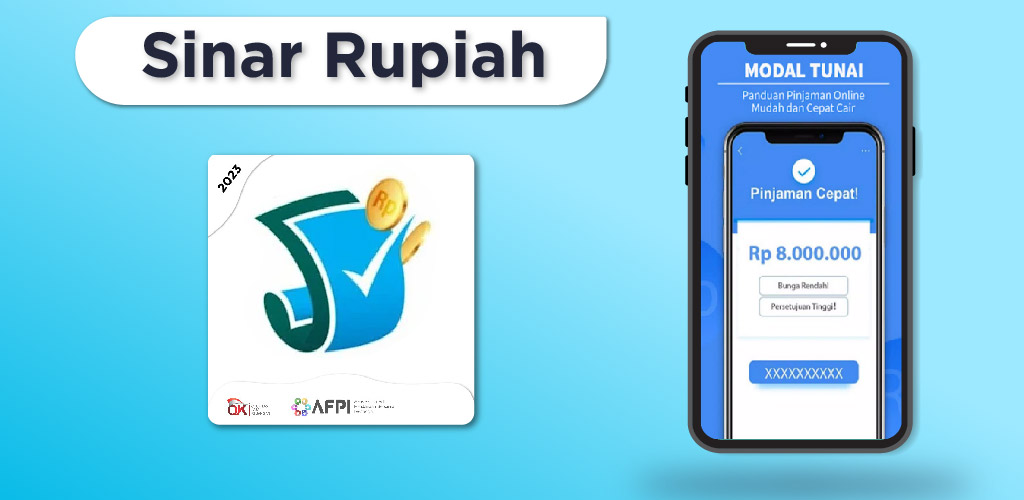 Sinar Rupiah
2023
Rp
AFPI
MODAL TUNAI
Panduan Pinjaman Online
Mudah dan Cepat Cair
Pinjaman Cepat!
Rp 8.000.000
Bunga Rendah!
Persetujuan Tinggi!
XXXXXXXXXX